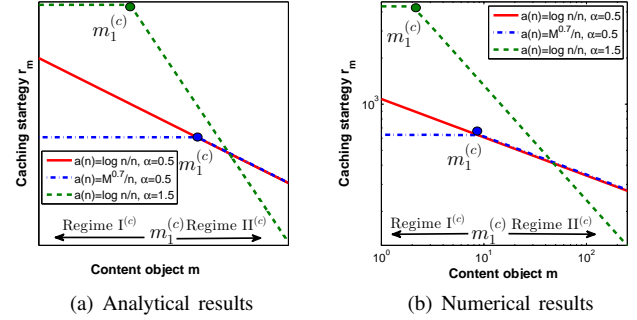 Caching startegy r_m
m_1^{(c)}
m_1^{(c)}
a(n)=log n/n, α=0.5
a(n)=M^{0.7}/n, α=0.5
a(n)=log n/n, α=1.5
Regime I^{(c)} m_1^{(c)} Regime II^{(c)}
Content object m
(a) Analytical results
Caching startegy r_m
10^3
m_1^{(c)}
a(n)=log n/n, α=0.5
a(n)=M^{0.7}/n, α=0.5
a(n)=log n/n, α=1.5
m_1^{(c)}
Regime I^{(c)} m_1^{(c)} Regime II^{(c)}
10^0 10^1 10^2
Content object m
(b) Numerical results